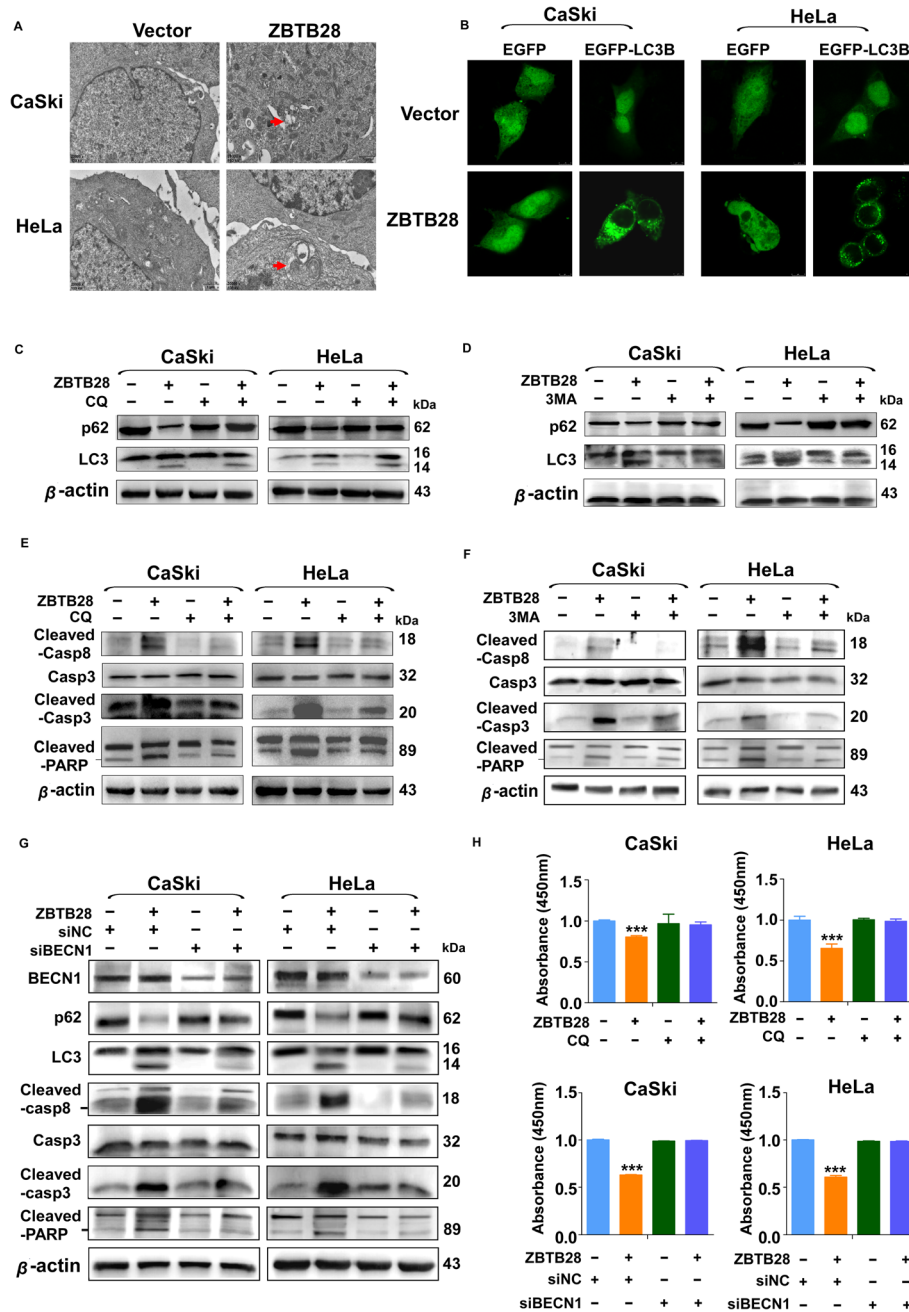 A
Vector ZBTB28
CaSki
HeLa
B
CaSki HeLa
EGFP EGFP-LC3B EGFP EGFP-LC3B
Vector
ZBTB28
C
CaSki HeLa
ZBTB28 – + – + – + – +
CQ – – + + – – + + kDa
p62 62
LC3 16
14
β-actin 43
D
CaSki HeLa
ZBTB28 – + – + – + – +
3MA – – + + – – + + kDa
p62 62
LC3 16
14
β-actin 43
E
CaSki HeLa
ZBTB28 – + – + – + – +
CQ – – + + – – + + kDa
Cleaved
-Casp8 18
Casp3 32
Cleaved
-Casp3 20
Cleaved
-PARP 89
β-actin 43
F
CaSki HeLa
ZBTB28 – + – + – + – +
3MA – – + + – – + + kDa
Cleaved
-Casp8 18
Casp3 32
Cleaved
-Casp3 20
Cleaved
-PARP 89
β-actin 43
G
CaSki HeLa
ZBTB28 – + – + – + – +
siNC + + – – + + – –
siBECN1 – – + + – – + + kDa
BECN1 60
p62 62
LC3 16
14
Cleaved
-casp8 18
Casp3 32
Cleaved
-casp3 20
Cleaved
-PARP 89
β-actin 43
H
CaSki
Absorbance (450nm)
1.5
1.0
0.5
0.0
***
ZBTB28 – + – +
CQ – – + +
HeLa
Absorbance (450nm)
1.5
1.0
0.5
0.0
***
ZBTB28 – + – +
CQ – – + +
CaSki
Absorbance (450nm)
1.5
1.0
0.5
0.0
***
ZBTB28 – + – +
siNC + + – –
siBECN1 – – + +
HeLa
Absorbance (450nm)
1.5
1.0
0.5
0.0
***
ZBTB28 – + – +
siNC + + – –
siBECN1 – – + +